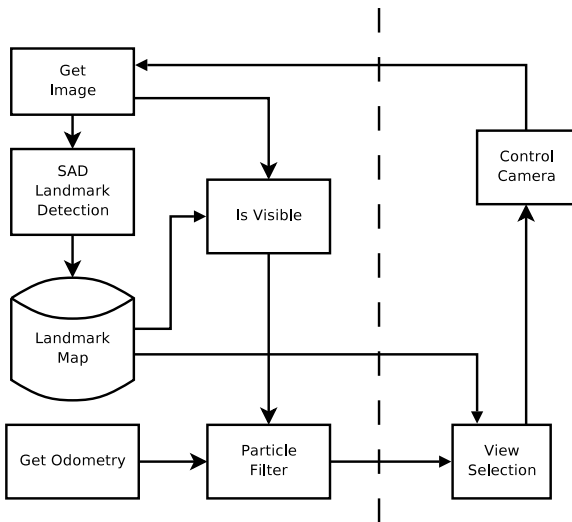 Get
Image
SAD
Landmark
Detection
Is Visible
Control
Camera
Landmark
Map
Get Odometry
Particle
Filter
View
Selection